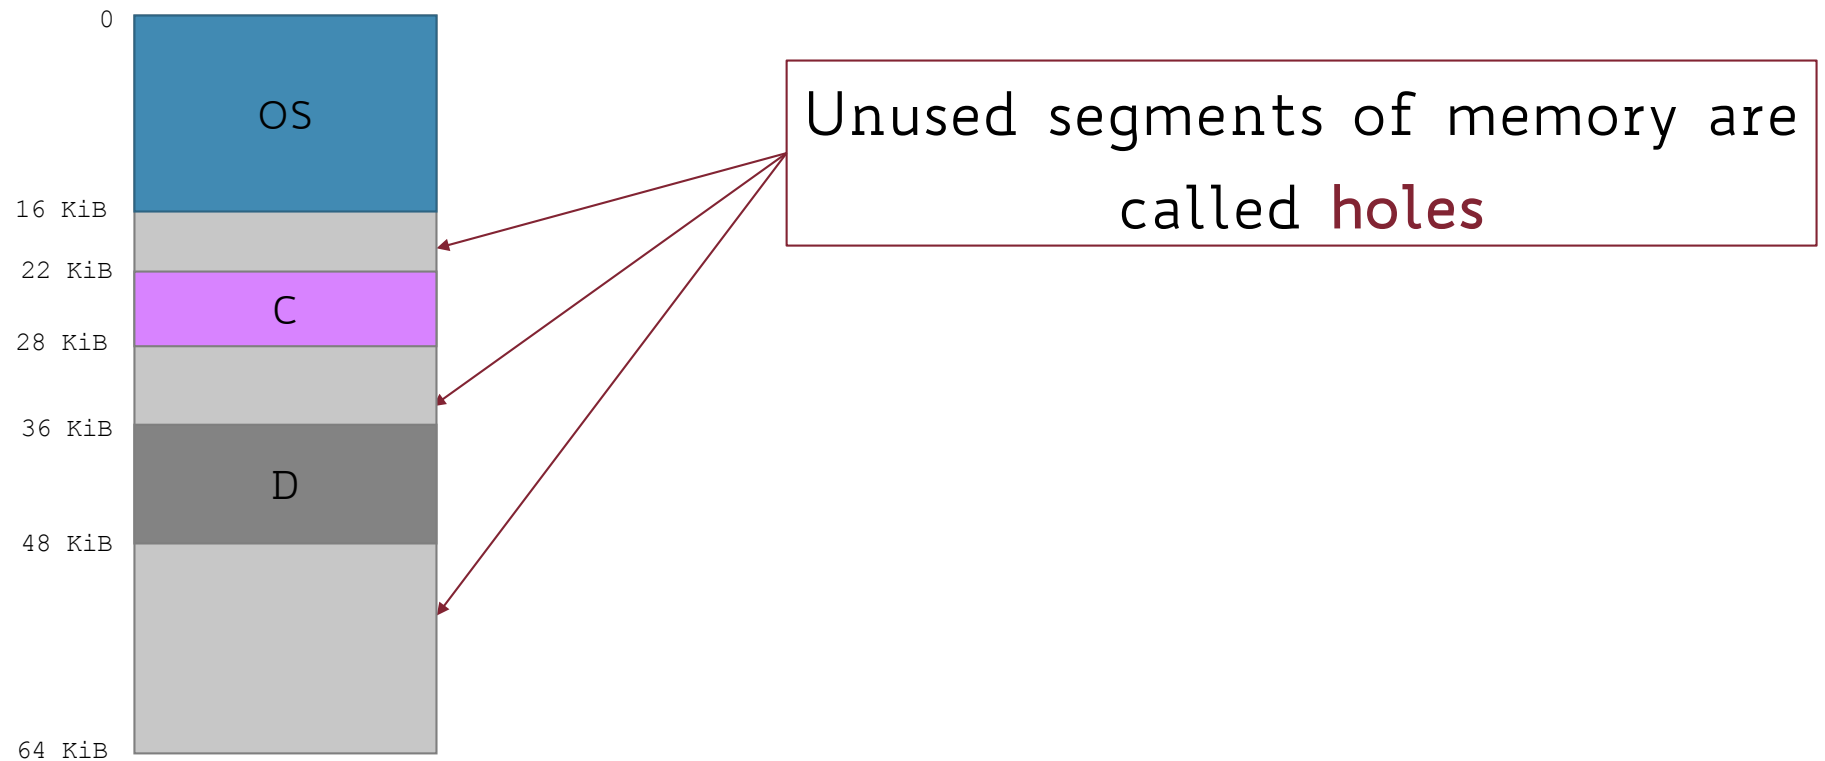 0
OS
16 KiB
22 KiB
C
28 KiB
36 KiB
D
48 KiB
64 KiB
Unused segments of memory are
called holes